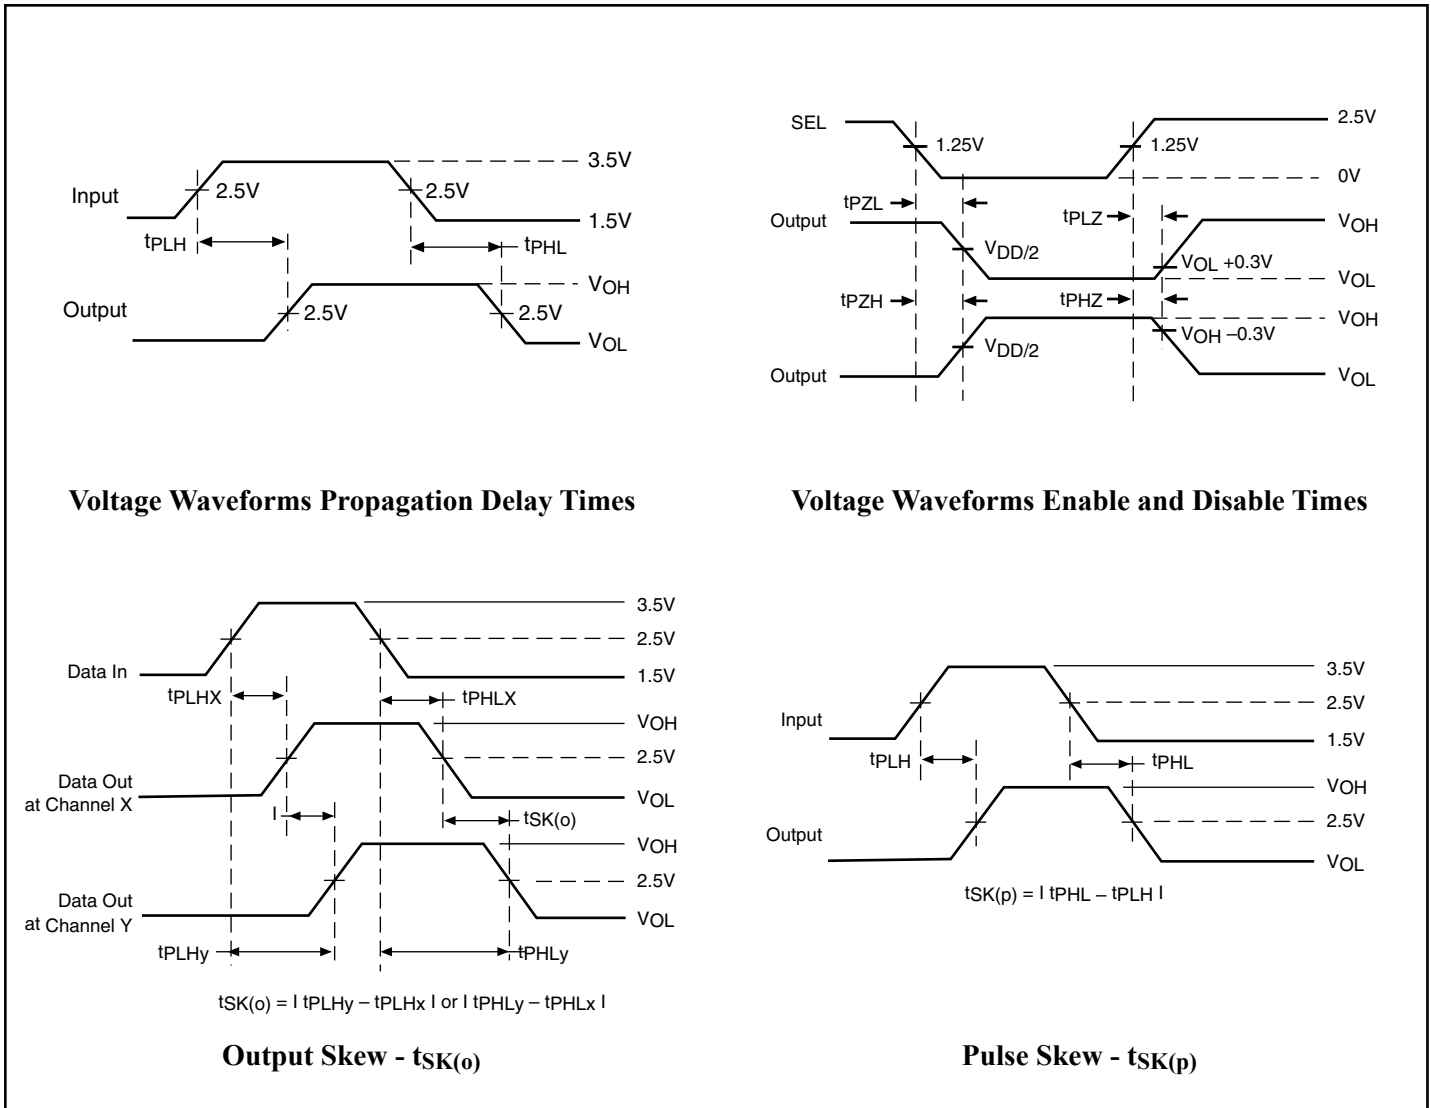 3.5V
2.5V
2.5V
Input
1.5V
tPLH
tPHL
VOH
Output
2.5V
2.5V
VOL
Voltage Waveforms Propagation Delay Times
SEL
2.5V
1.25V
1.25V
0V
tPZL
tPLZ
Output
VOH
VDD/2
VOL +0.3V
VOL
tPZH
tPHZ
VOH
VOH –0.3V
VDD/2
Output
VOL
Voltage Waveforms Enable and Disable Times
3.5V
2.5V
Data In
1.5V
tPLHX
tPHLX
VOH
2.5V
Data Out
at Channel X
VOL
I
tSK(o)
VOH
2.5V
Data Out
at Channel Y
VOL
tPLHy
tPHLy
tSK(o) = I tPLHy – tPLHx I or I tPHLy – tPHLx I
Output Skew - tSK(o)
3.5V
2.5V
Input
1.5V
tPLH
tPHL
VOH
2.5V
Output
VOL
tSK(p) = I tPHL – tPLH I
Pulse Skew - tSK(p)